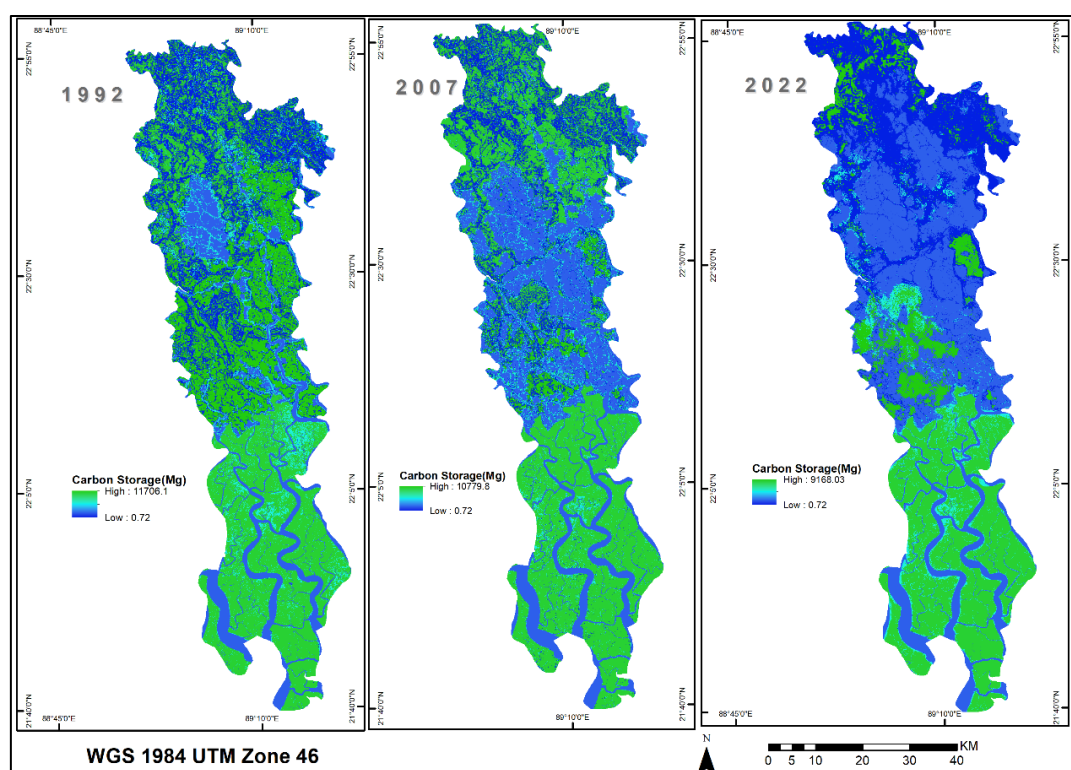 88°45'0"E 89°10'0"E
22°55'0"N
22°55'0"N
1992
22°30'0"N
22°30'0"N
Carbon Storage(Mg)
High : 11706.1
Low : 0.72
22°5'0"N
22°5'0"N
21°40'0"N
21°40'0"N
88°45'0"E 89°10'0"E
WGS 1984 UTM Zone 46
89°10'0"E
22°55'0"N
22°55'0"N
2007
22°30'0"N
22°30'0"N
Carbon Storage(Mg)
High : 10779.8
Low : 0.72
22°5'0"N
22°5'0"N
21°40'0"N
89°10'0"E
88°45'0"E 89°10'0"E
22°55'0"N
2022
22°30'0"N
Carbon Storage(Mg)
High : 9168.03
Low : 0.72
22°5'0"N
21°40'0"N
88°45'0"E 89°10'0"E
N
KM
0 5 10 20 30 40